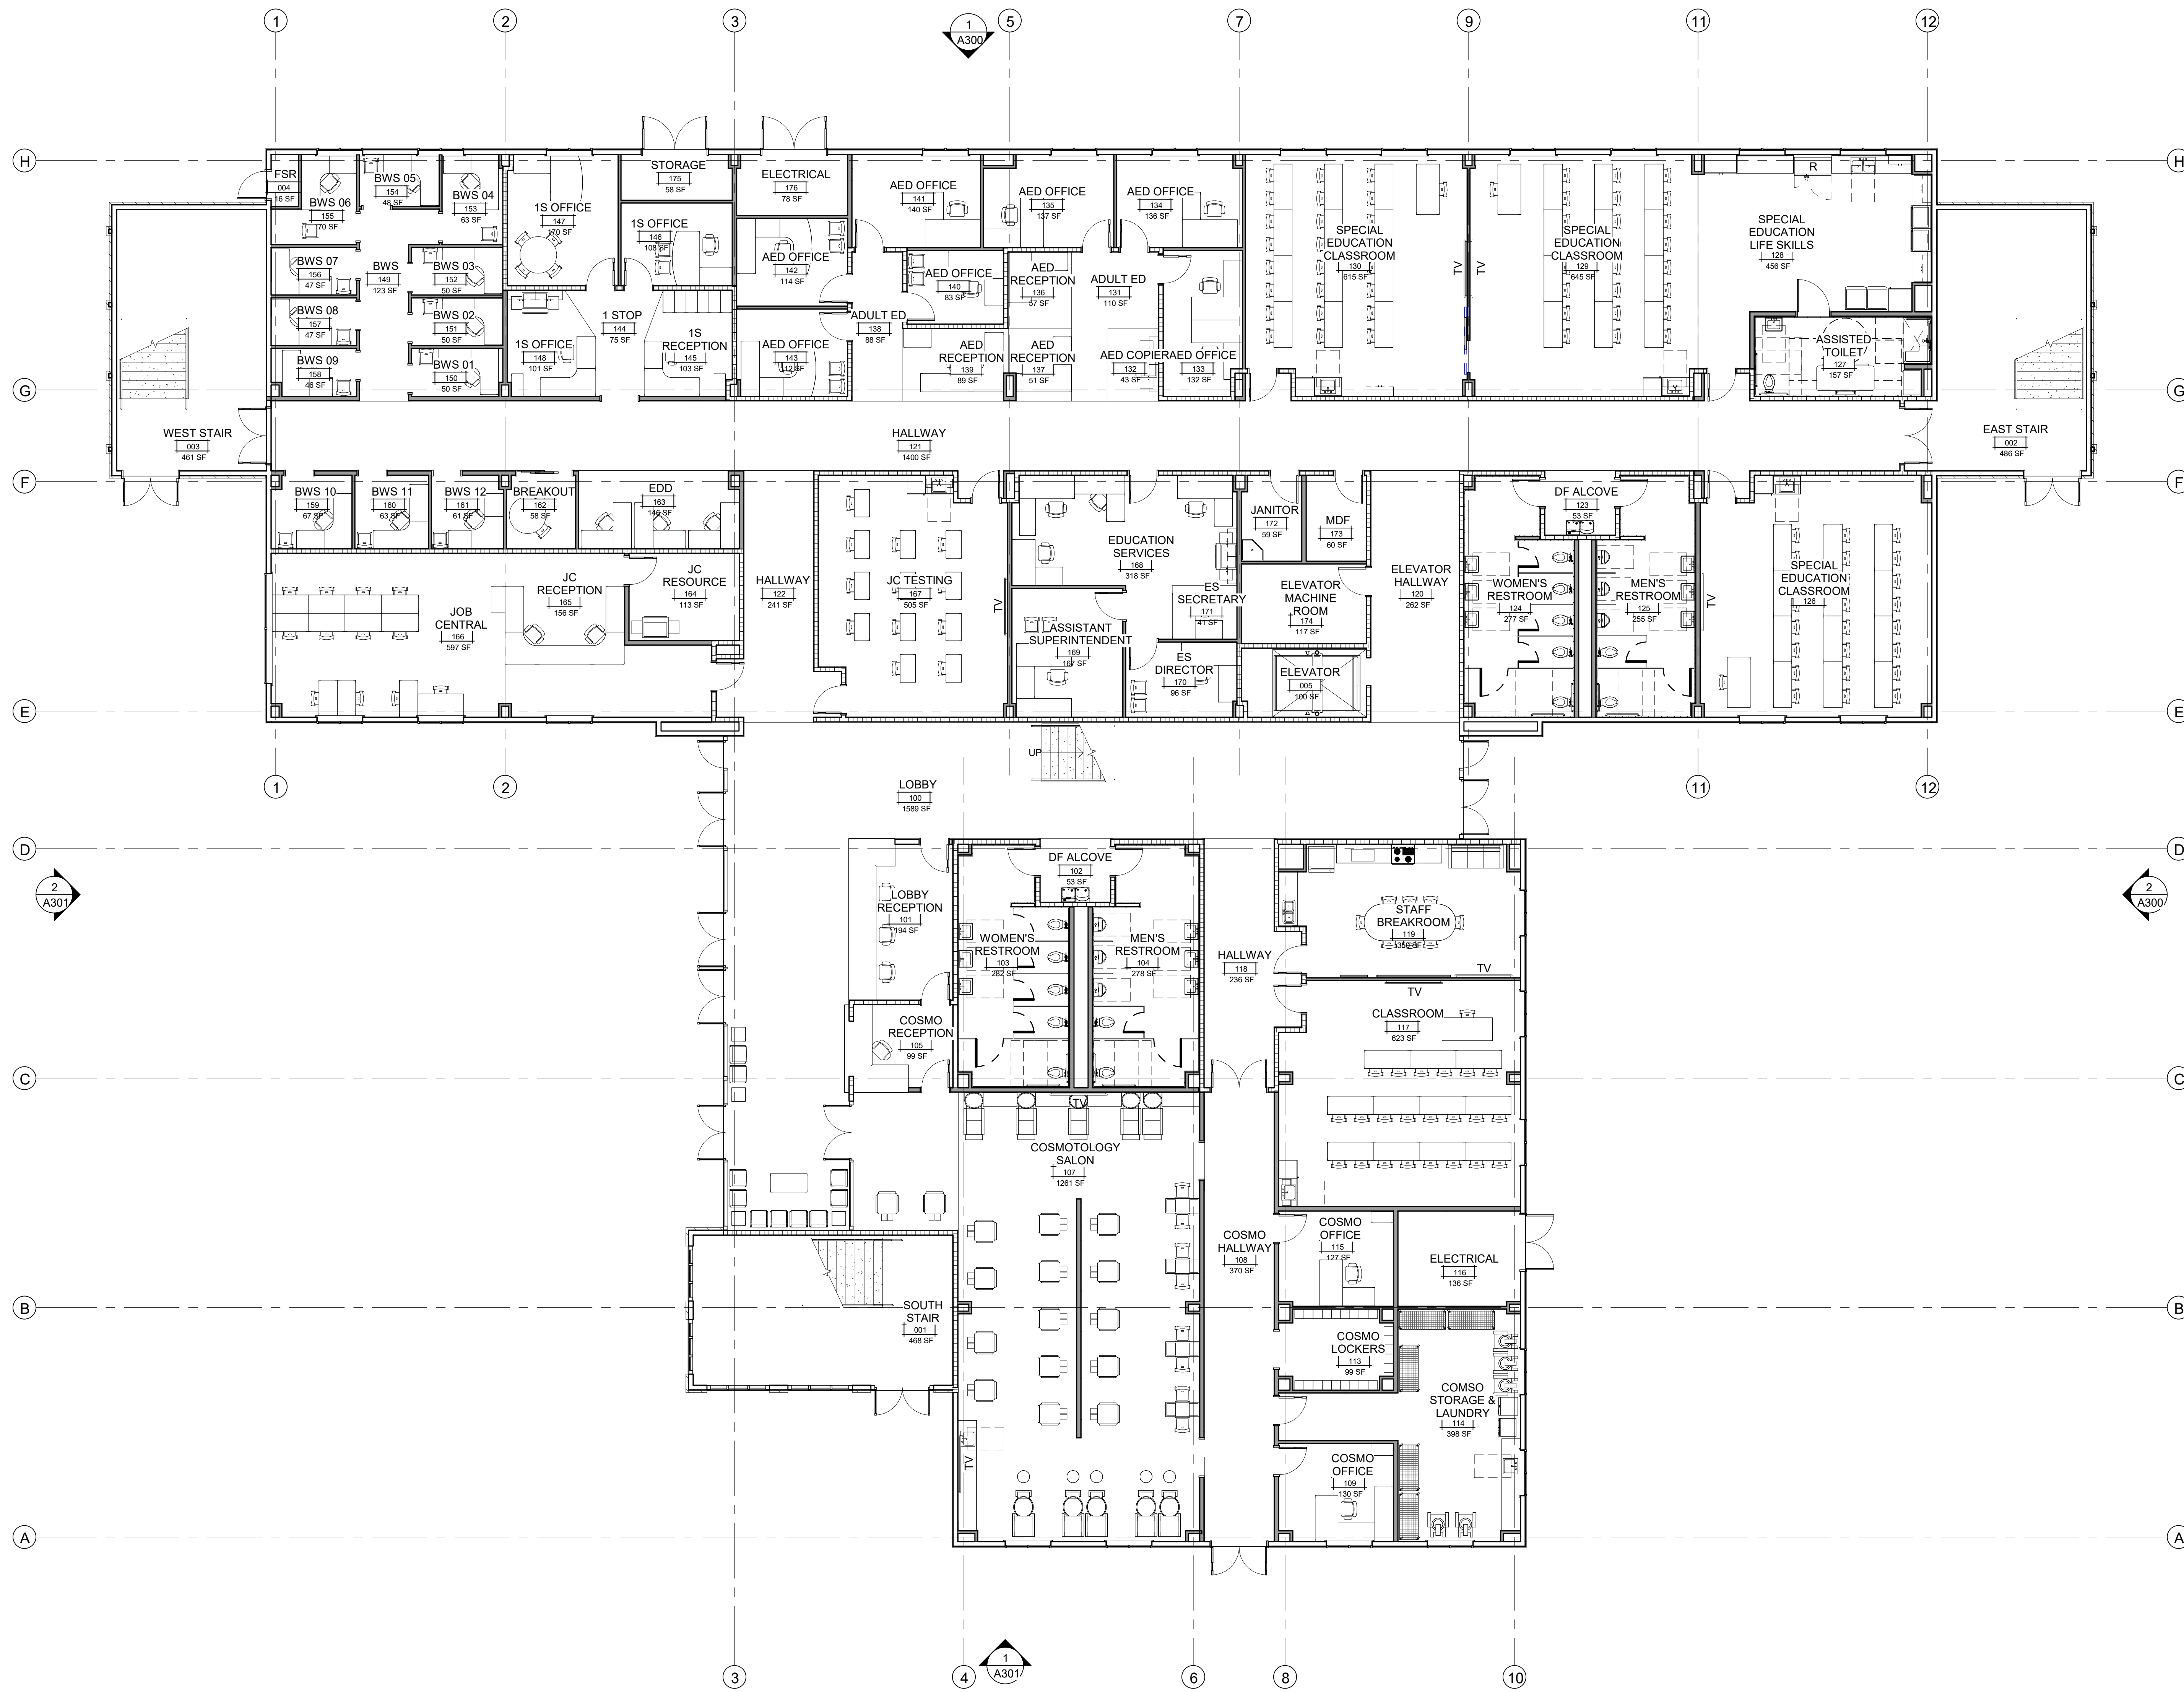 1
2
3
5
7
9
11
12
1
A300
H
H
FSR
004
16 SF
BWS 06
155
70 SF
BWS 05
154
48 SF
BWS 04
153
63 SF
1S OFFICE
147
170 SF
STORAGE
175
58 SF
1S OFFICE
146
108 SF
ELECTRICAL
176
78 SF
AED OFFICE
142
114 SF
AED OFFICE
141
140 SF
AED OFFICE
135
137 SF
AED OFFICE
134
136 SF
AED OFFICE
140
83 SF
AED
RECEPTION
136
57 SF
ADULT ED
131
110 SF
SPECIAL
EDUCATION
CLASSROOM
130
615 SF
TV
TV
SPECIAL
EDUCATION
CLASSROOM
129
645 SF
R
SPECIAL
EDUCATION
LIFE SKILLS
128
456 SF
ASSISTED
TOILET
127
157 SF
BWS 07
156
47 SF
BWS
149
123 SF
BWS 03
152
50 SF
BWS 08
157
47 SF
BWS 02
151
50 SF
BWS 09
158
46 SF
BWS 01
150
50 SF
1 STOP
144
75 SF
1S OFFICE
148
101 SF
1S
RECEPTION
145
103 SF
AED OFFICE
143
112 SF
ADULT ED
138
88 SF
AED
RECEPTION
139
89 SF
AED
RECEPTION
137
51 SF
AED COPIER
132
43 SF
AED OFFICE
133
132 SF
G
G
WEST STAIR
003
461 SF
HALLWAY
121
1400 SF
EAST STAIR
002
486 SF
F
F
BWS 10
159
67 SF
BWS 11
160
63 SF
BWS 12
161
61 SF
BREAKOUT
162
58 SF
EDD
163
146 SF
JC
RECEPTION
165
156 SF
JC
RESOURCE
164
113 SF
JOB
CENTRAL
166
597 SF
HALLWAY
122
241 SF
JC TESTING
167
505 SF
TV
EDUCATION
SERVICES
168
318 SF
ES
SECRETARY
171
41 SF
ASSISTANT
SUPERINTENDENT
169
167 SF
ES
DIRECTOR
170
96 SF
JANITOR
172
59 SF
MDF
173
60 SF
ELEVATOR
MACHINE
ROOM
174
117 SF
ELEVATOR
005
100 SF
ELEVATOR
HALLWAY
120
262 SF
DF ALCOVE
123
53 SF
WOMEN'S
RESTROOM
124
277 SF
MEN'S
RESTROOM
125
255 SF
TV
SPECIAL
EDUCATION
CLASSROOM
126
E
E
UP
1
2
11
12
LOBBY
100
1589 SF
D
D
2
A301
2
A300
LOBBY
RECEPTION
101
194 SF
DF ALCOVE
102
53 SF
WOMEN'S
RESTROOM
103
282 SF
MEN'S
RESTROOM
104
278 SF
HALLWAY
118
236 SF
STAFF
BREAKROOM
119
TV
TV
COSMO
RECEPTION
105
99 SF
CLASSROOM
117
623 SF
C
C
TV
COSMOTOLOGY
SALON
107
1261 SF
COSMO
HALLWAY
108
370 SF
COSMO
OFFICE
115
127 SF
ELECTRICAL
116
136 SF
SOUTH
STAIR
001
468 SF
B
B
COSMO
LOCKERS
113
99 SF
COMSO
STORAGE &
LAUNDRY
114
398 SF
TV
COSMO
OFFICE
109
130 SF
A
A
3
4
1
A301
6
8
10